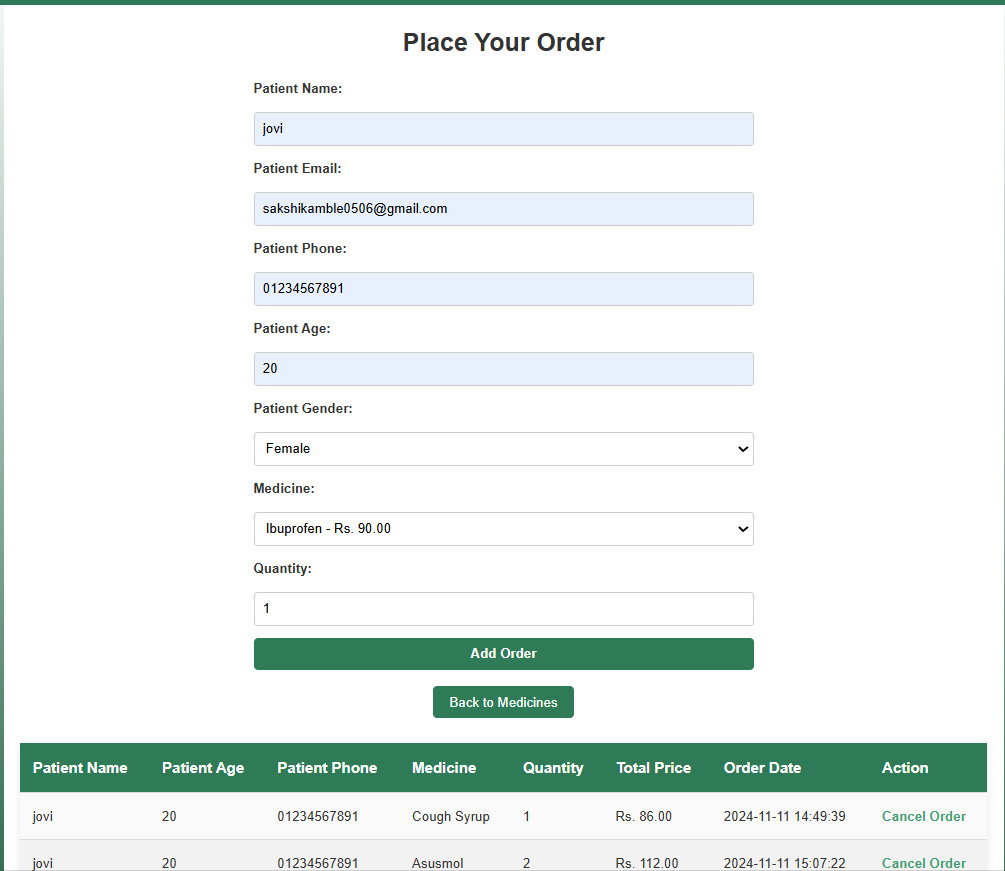 Place Your Order
Patient Name:
jovi
Patient Email:
sakshikamble0506@gmail.com
Patient Phone:
01234567891
Patient Age:
20
Patient Gender:
Female
Medicine:
Ibuprofen - Rs. 90.00
Quantity:
1
Add Order
Back to Medicines
Patient Name Patient Age Patient Phone Medicine Quantity Total Price Order Date Action
jovi 20 01234567891 Cough Syrup 1 Rs. 86.00 2024-11-11 14:49:39 Cancel Order
jovi 20 01234567891 Asusmol 2 Rs. 112.00 2024-11-11 15:07:22 Cancel Order